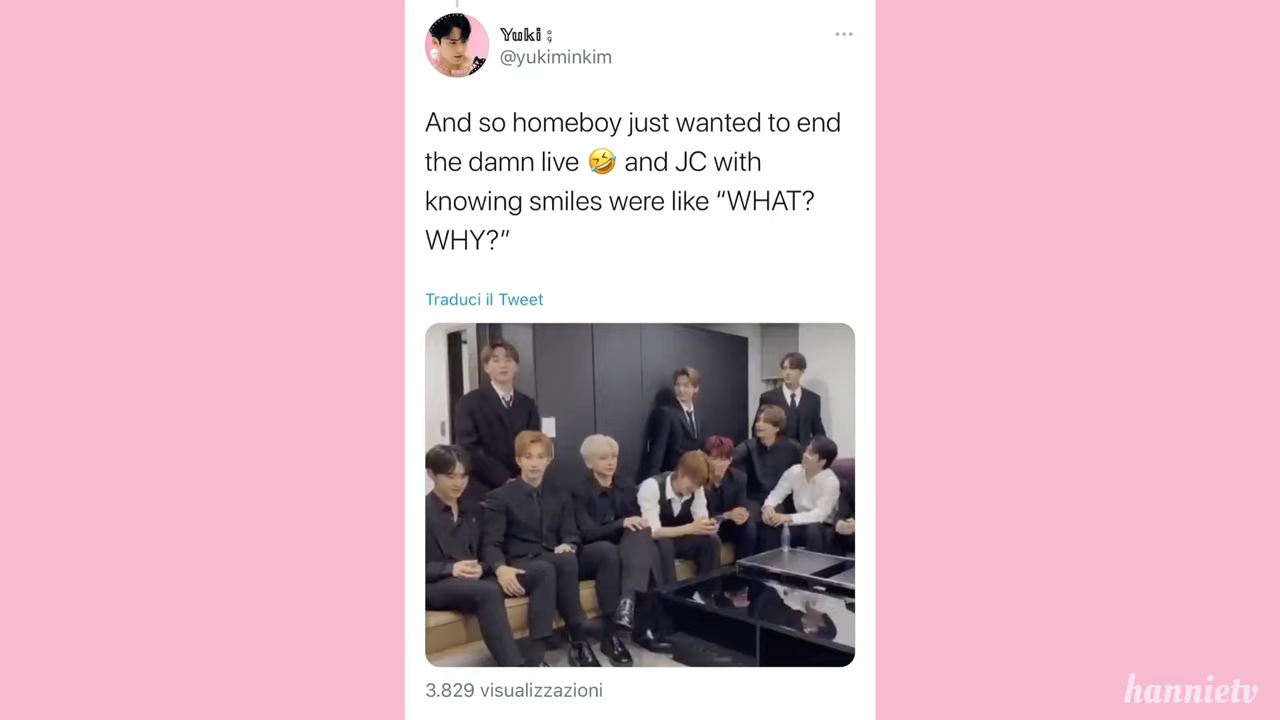 𝕐𝕦𝕜𝕚 ;
@yukiminkim
And so homeboy just wanted to end
the damn live 🤣 and JC with
knowing smiles were like “WHAT?
WHY?”
Traduci il Tweet
3.829 visualizzazioni
hannietv